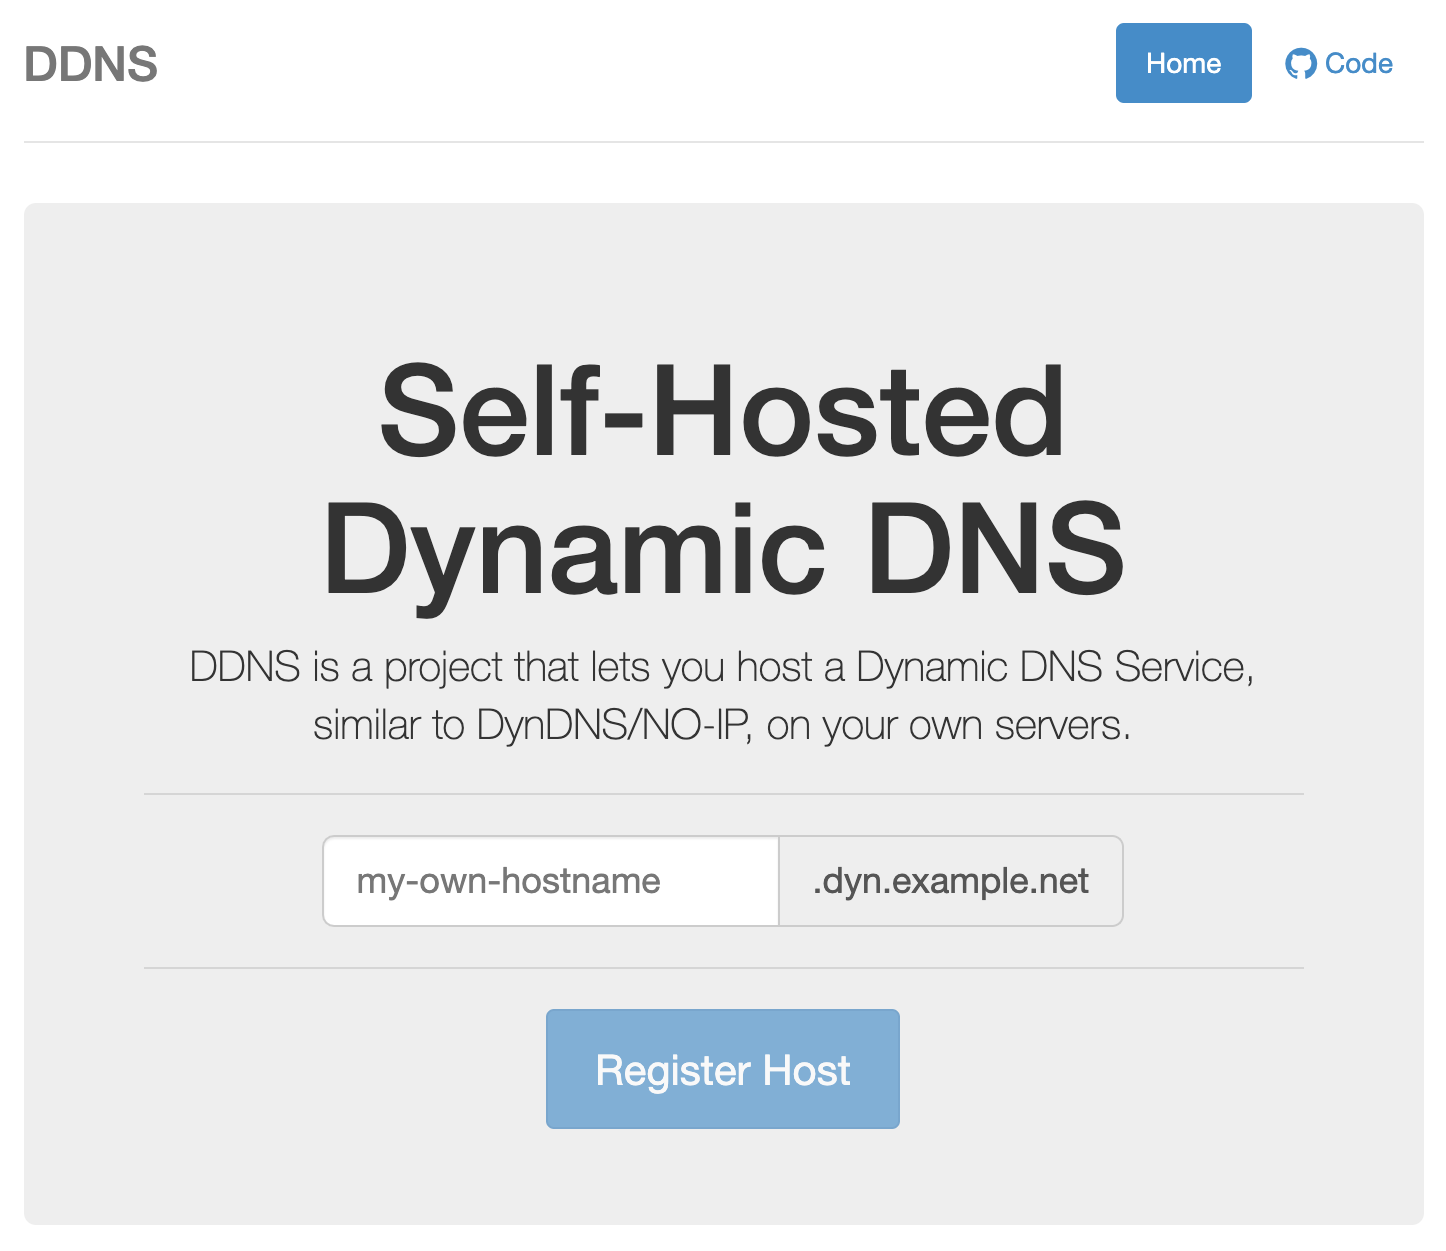 DDNS
Home
Code
Self-Hosted
Dynamic DNS
DDNS is a project that lets you host a Dynamic DNS Service,
similar to DynDNS/NO-IP, on your own servers.
my-own-hostname
.dyn.example.net
Register Host